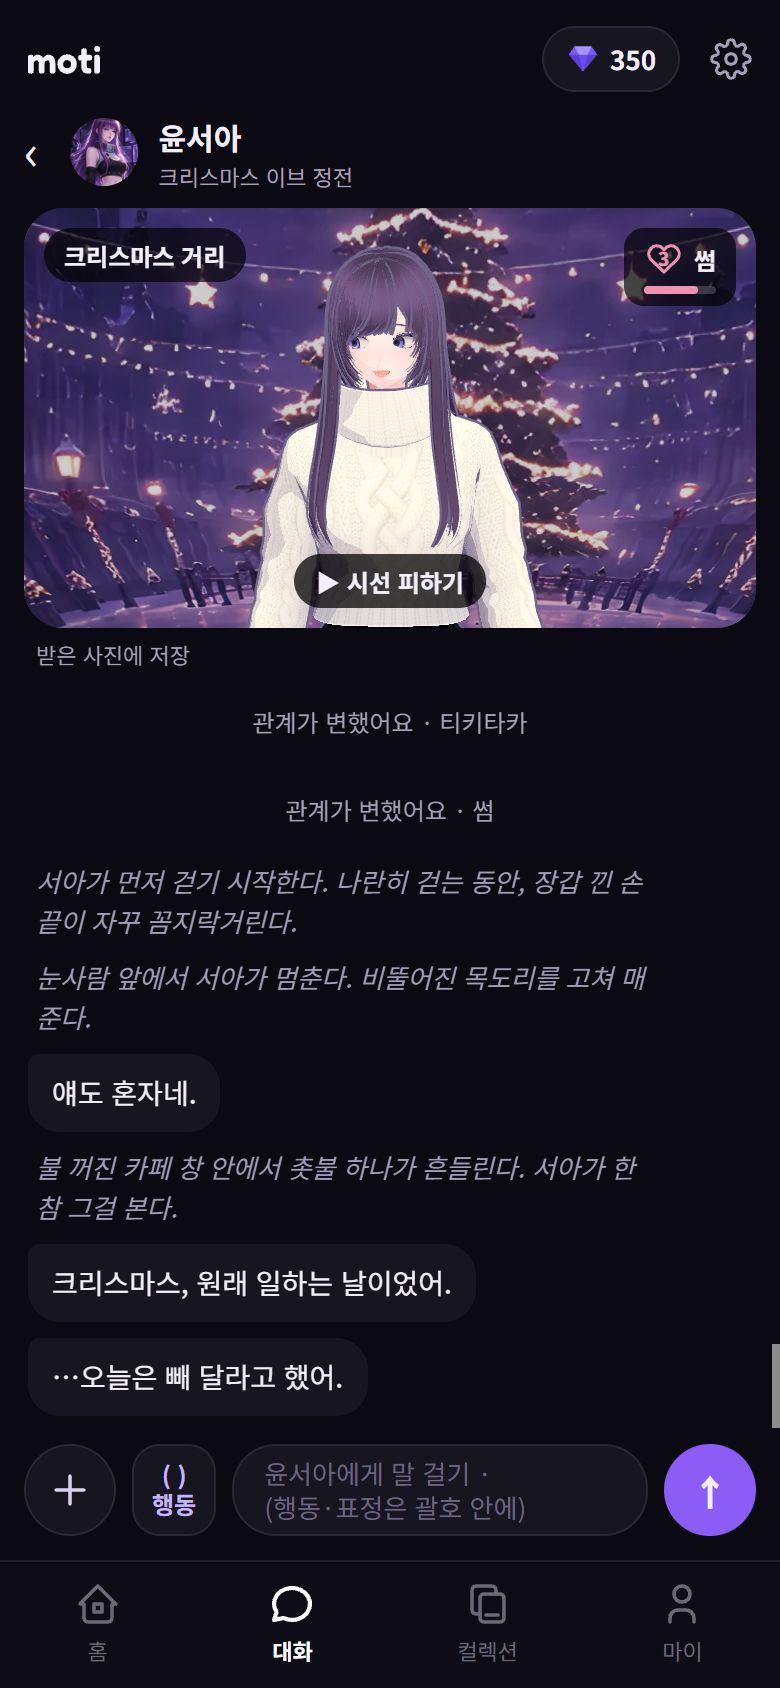 moti
350
윤서아
크리스마스 이브 정전
크리스마스 거리
3 썸
▶ 시선 피하기
받은 사진에 저장
관계가 변했어요 · 티키타카
관계가 변했어요 · 썸
서아가 먼저 걷기 시작한다. 나란히 걷는 동안, 장갑 낀 손
끝이 자꾸 꼼지락거린다.
눈사람 앞에서 서아가 멈춘다. 비뚤어진 목도리를 고쳐 매
준다.
얘도 혼자네.
불 꺼진 카페 창 안에서 촛불 하나가 흔들린다. 서아가 한
참 그걸 본다.
크리스마스, 원래 일하는 날이었어.
…오늘은 빼 달라고 했어.
( )
행동
윤서아에게 말 걸기 ·
(행동·표정은 괄호 안에)
홈
대화
컬렉션
마이